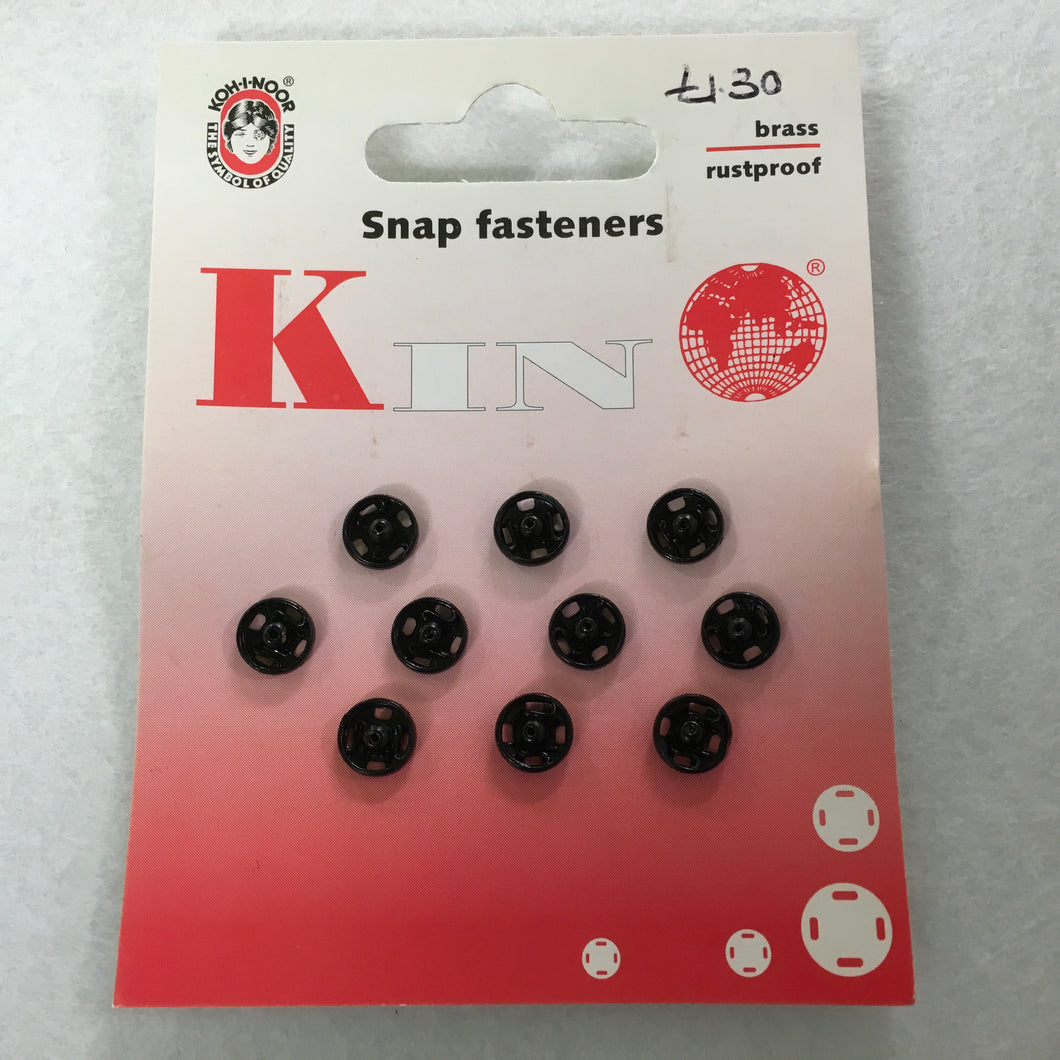 KOH-I-NOOR®
THE SYMBOL OF QUALITY
£1.30
brass
rustproof
Snap fasteners
KIN
®